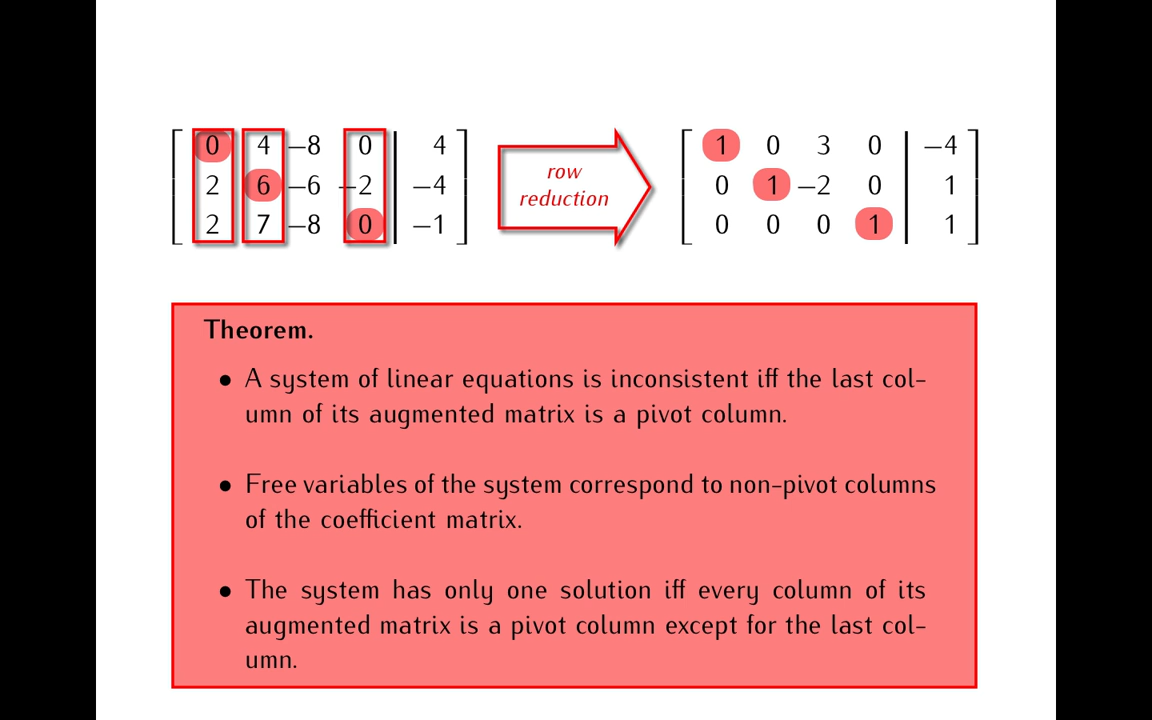 0 4 −8 0 4
2 6 −6 −2 −4
2 7 −8 0 −1
row
reduction
1 0 3 0 −4
0 1 −2 0 1
0 0 0 1 1
Theorem.
• A system of linear equations is inconsistent iff the last col-
umn of its augmented matrix is a pivot column.
• Free variables of the system correspond to non-pivot columns
of the coefficient matrix.
• The system has only one solution iff every column of its
augmented matrix is a pivot column except for the last col-
umn.